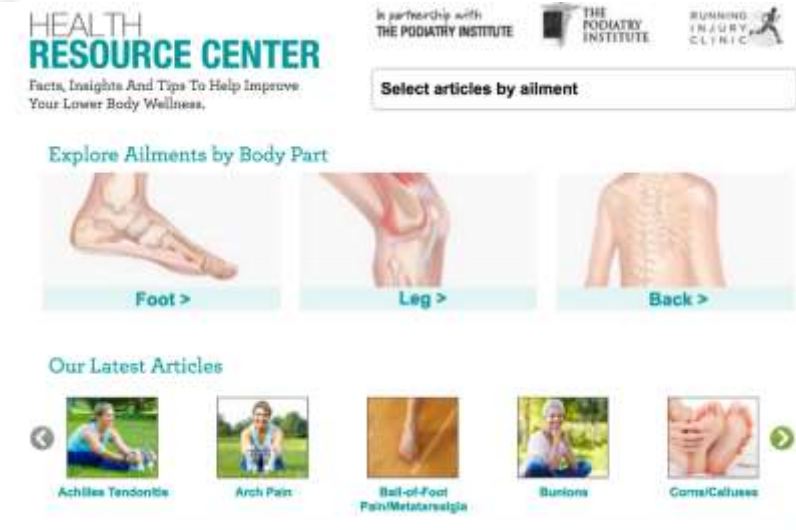 HEALTH
RESOURCE CENTER
Facts, Insights And Tips To Help Improve
Your Lower Body Wellness.
In partnership with
THE PODIATRY INSTITUTE
THE
PODIATRY
INSTITUTE
RUNNING
INJURY
CLINIC
Select articles by ailment
Explore Ailments by Body Part
Foot >
Leg >
Back >
Our Latest Articles
Achilles Tendonitis
Arch Pain
Ball-of-Foot
Pain/Metatarsalgia
Bunions
Corns/Calluses